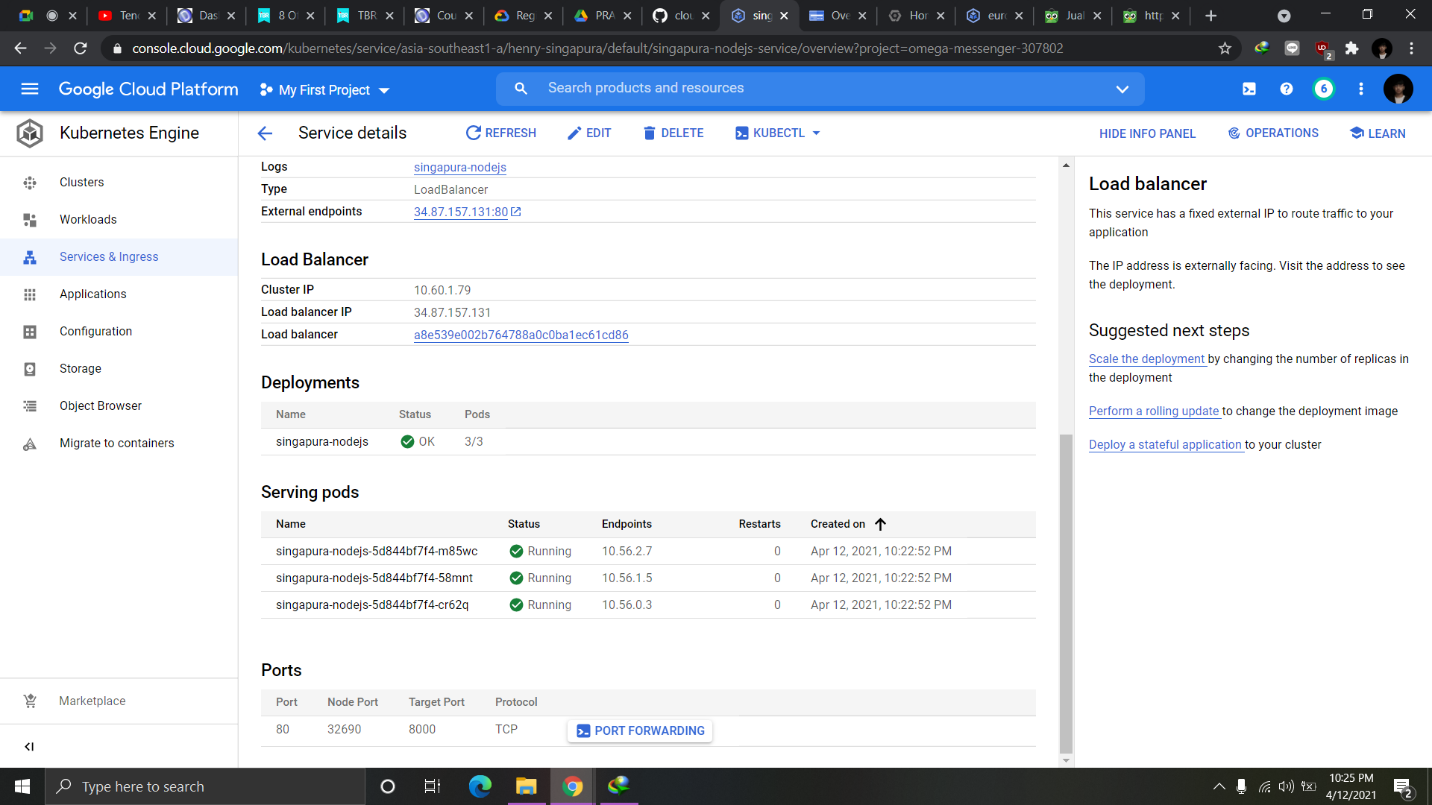 Tenc
Das
8 O
TBR
Cou
Reg
PRA
clou
sing
Ove
Hor
euro
Jual
http
console.cloud.google.com/kubernetes/service/asia-southeast1-a/henry-singapura/default/singapura-nodejs-service/overview?project=omega-messenger-307802
2
Google Cloud Platform
My First Project
Search products and resources
6
Kubernetes Engine
Service details
REFRESH
EDIT
DELETE
KUBECTL
HIDE INFO PANEL
OPERATIONS
LEARN
Clusters
Workloads
Services & Ingress
Applications
Configuration
Storage
Object Browser
Migrate to containers
Marketplace
Logs singapura-nodejs
Type LoadBalancer
External endpoints 34.87.157.131:80
Load Balancer
Cluster IP 10.60.1.79
Load balancer IP 34.87.157.131
Load balancer a8e539e002b764788a0c0ba1ec61cd86
Deployments
Name Status Pods
singapura-nodejs OK 3/3
Serving pods
Name Status Endpoints Restarts Created on
singapura-nodejs-5d844bf7f4-m85wc Running 10.56.2.7 0 Apr 12, 2021, 10:22:52 PM
singapura-nodejs-5d844bf7f4-58mnt Running 10.56.1.5 0 Apr 12, 2021, 10:22:52 PM
singapura-nodejs-5d844bf7f4-cr62q Running 10.56.0.3 0 Apr 12, 2021, 10:22:52 PM
Ports
Port Node Port Target Port Protocol
80 32690 8000 TCP PORT FORWARDING
Load balancer
This service has a fixed external IP to route traffic to your
application
The IP address is externally facing. Visit the address to see
the deployment.
Suggested next steps
Scale the deployment by changing the number of replicas in
the deployment
Perform a rolling update to change the deployment image
Deploy a stateful application to your cluster
Type here to search
10:25 PM
4/12/2021
2